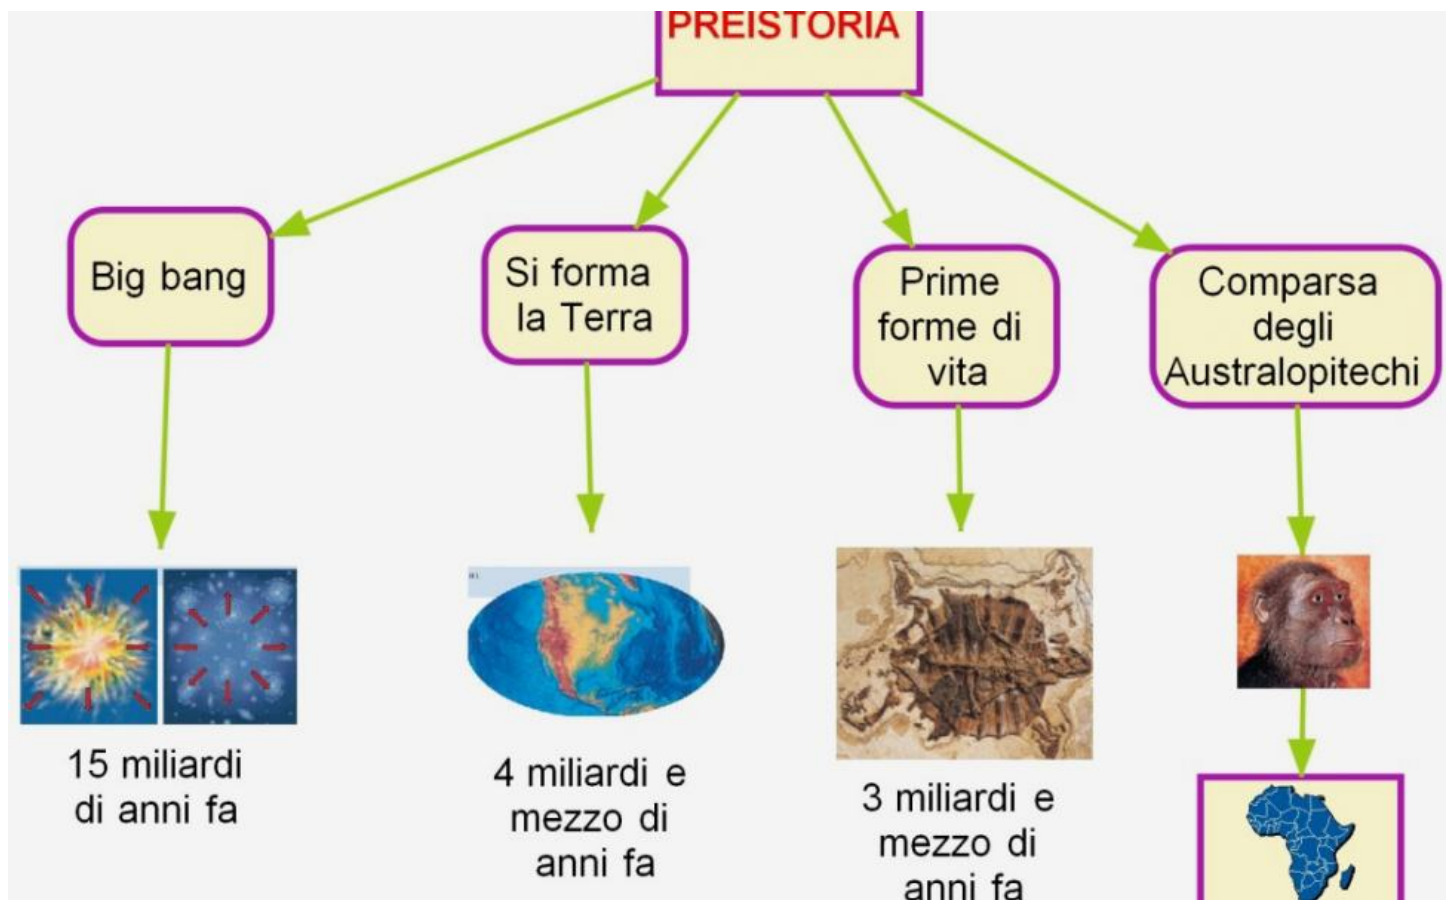 PREISTORIA
Big bang
Si forma
la Terra
Prime
forme di
vita
Comparsa
degli
Australopitechi
15 miliardi
di anni fa
4 miliardi e
mezzo di
anni fa
3 miliardi e
mezzo di
anni fa